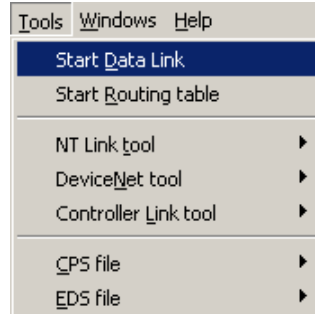 Tools Windows Help
Start Data Link
Start Routing table
NT Link tool
DeviceNet tool
Controller Link tool
CPS file
EDS file